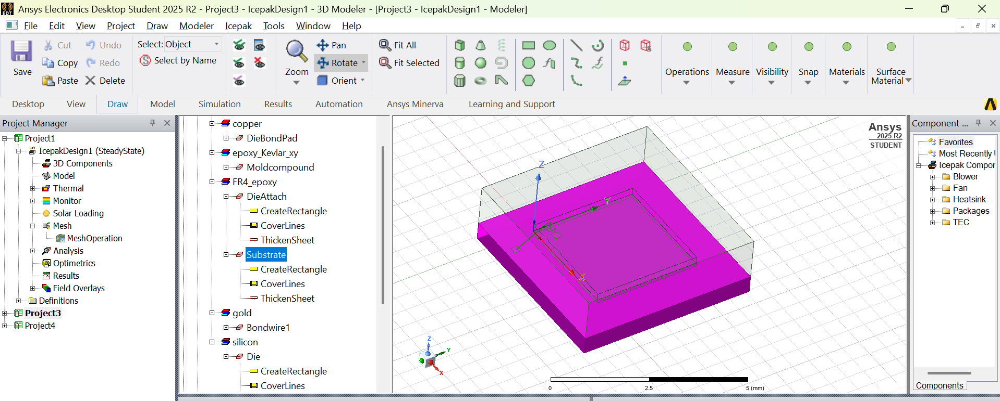 Ansys Electronics Desktop Student 2025 R2 - Project3 - IcepakDesign1 - 3D Modeler - [Project3 - IcepakDesign1 - Modeler]
File Edit View Project Draw Modeler Icepak Tools Window Help
Save
Cut
Copy
Paste
Undo
Redo
Delete
Select: Object
Select by Name
Zoom
Pan
Rotate
Orient
Fit All
Fit Selected
Operations
Measure
Visibility
Snap
Materials
Surface
Material
Desktop View Draw Model Simulation Results Automation Ansys Minerva Learning and Support
Project Manager
Project1
IcepakDesign1 (SteadyState)
3D Components
Model
Thermal
Monitor
Solar Loading
Mesh
MeshOperation
Analysis
Optimetrics
Results
Field Overlays
Definitions
Project3
Project4
copper
DieBondPad
epoxy_Kevlar_xy
Moldcompound
FR4_epoxy
DieAttach
CreateRectangle
CoverLines
ThickenSheet
Substrate
CreateRectangle
CoverLines
ThickenSheet
gold
Bondwire1
silicon
Die
CreateRectangle
CoverLines
Ansys
2025 R2
STUDENT
Z
Y
X
Z
Y
X
0 2.5 5 (mm)
Component ...
Favorites
Most Recently
Icepak Compor
Blower
Fan
Heatsink
Packages
TEC
Components